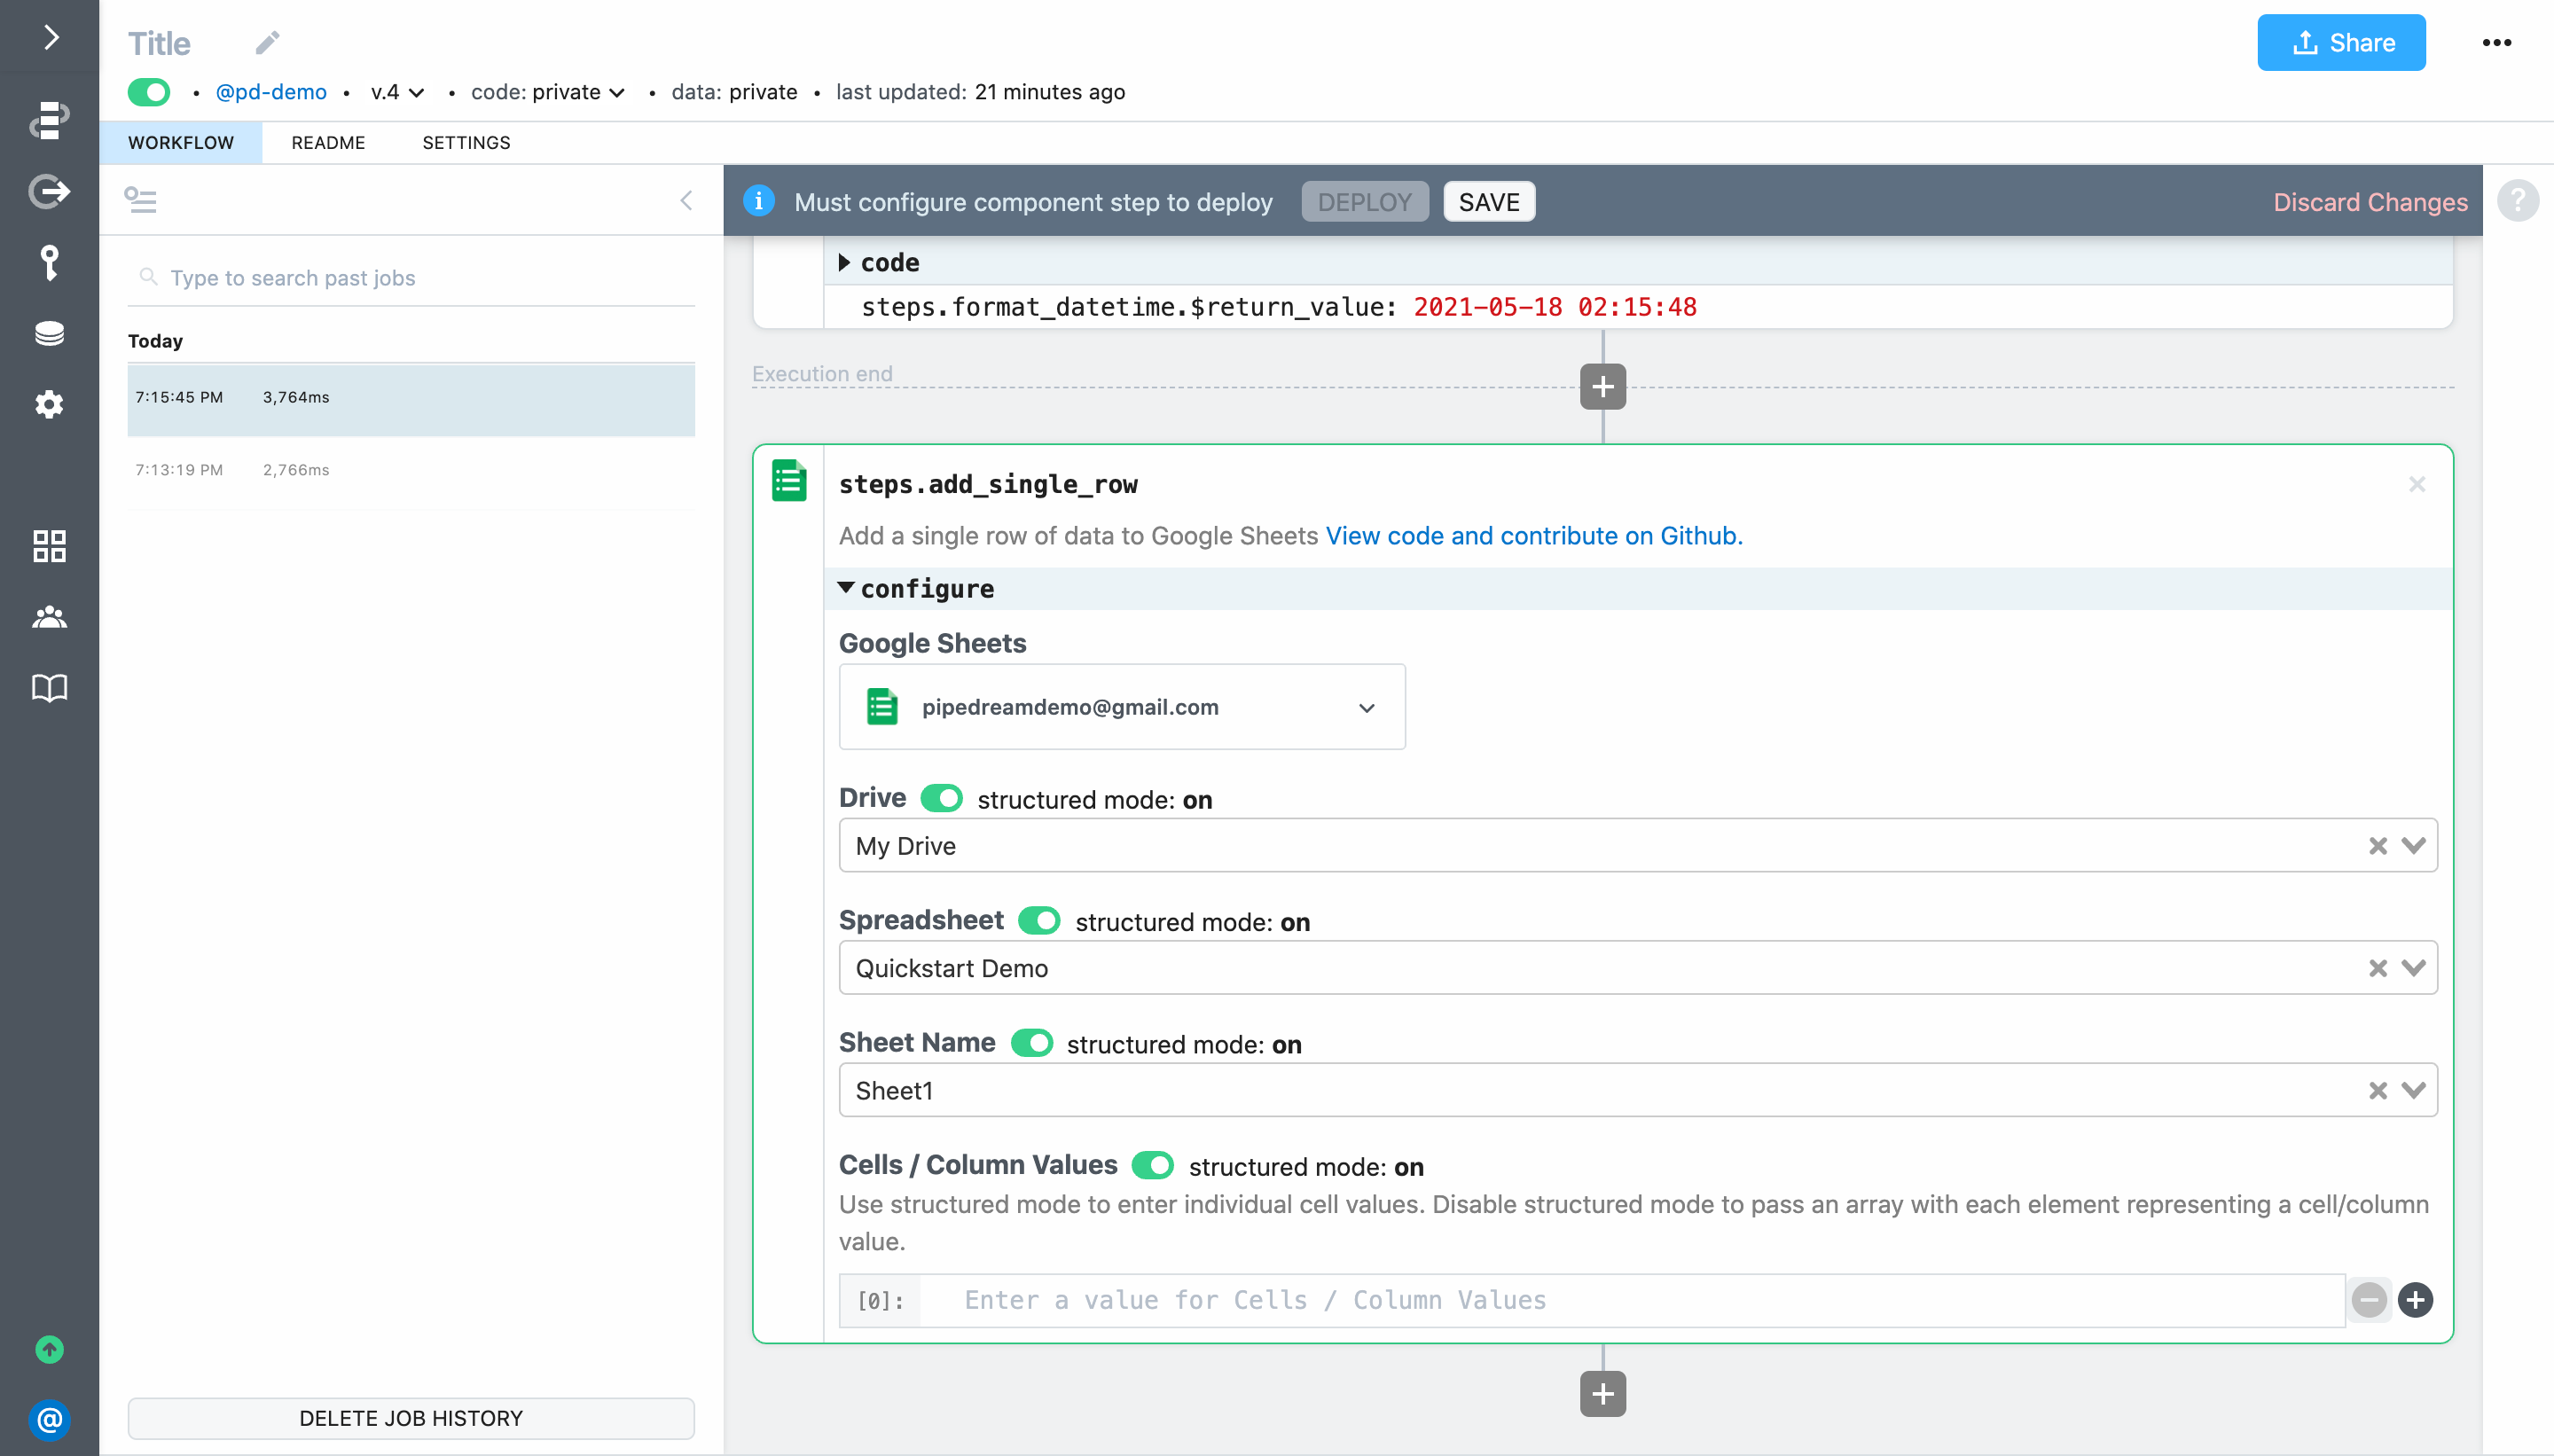 Title
Share
• @pd-demo • v.4 • code: private • data: private • last updated: 21 minutes ago
WORKFLOW README SETTINGS
Must configure component step to deploy DEPLOY SAVE Discard Changes
?
Type to search past jobs
Today
7:15:45 PM 3,764ms
7:13:19 PM 2,766ms
DELETE JOB HISTORY
code
steps.format_datetime.$return_value: 2021-05-18 02:15:48
Execution end
steps.add_single_row
Add a single row of data to Google Sheets View code and contribute on Github.
configure
Google Sheets
pipedreamdemo@gmail.com
Drive structured mode: on
My Drive
Spreadsheet structured mode: on
Quickstart Demo
Sheet Name structured mode: on
Sheet1
Cells / Column Values structured mode: on
Use structured mode to enter individual cell values. Disable structured mode to pass an array with each element representing a cell/column
value.
[0]: Enter a value for Cells / Column Values